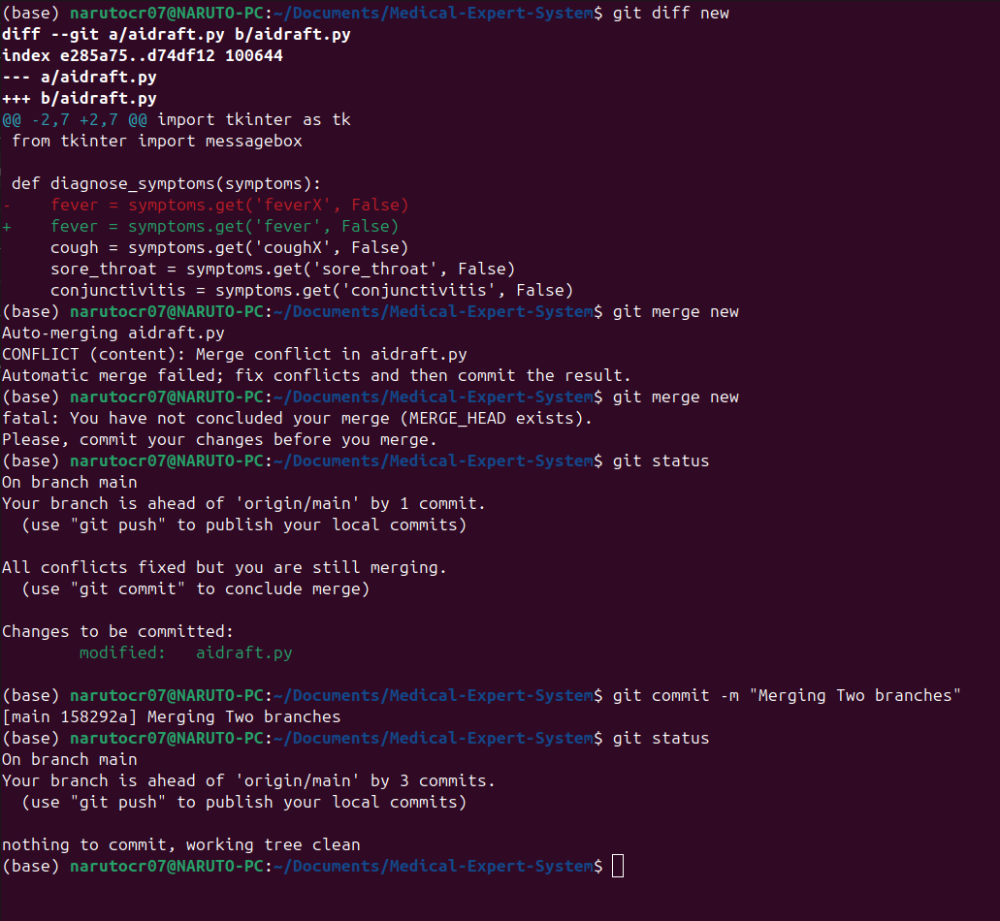 (base) narutocr07@NARUTO-PC:~/Documents/Medical-Expert-System$ git diff new
diff --git a/aidraft.py b/aidraft.py
index e285a75..d74df12 100644
--- a/aidraft.py
+++ b/aidraft.py
@@ -2,7 +2,7 @@ import tkinter as tk
 from tkinter import messagebox

 def diagnose_symptoms(symptoms):
-    fever = symptoms.get('feverX', False)
+    fever = symptoms.get('fever', False)
     cough = symptoms.get('coughX', False)
     sore_throat = symptoms.get('sore_throat', False)
     conjunctivitis = symptoms.get('conjunctivitis', False)
(base) narutocr07@NARUTO-PC:~/Documents/Medical-Expert-System$ git merge new
Auto-merging aidraft.py
CONFLICT (content): Merge conflict in aidraft.py
Automatic merge failed; fix conflicts and then commit the result.
(base) narutocr07@NARUTO-PC:~/Documents/Medical-Expert-System$ git merge new
fatal: You have not concluded your merge (MERGE_HEAD exists).
Please, commit your changes before you merge.
(base) narutocr07@NARUTO-PC:~/Documents/Medical-Expert-System$ git status
On branch main
Your branch is ahead of 'origin/main' by 1 commit.
  (use "git push" to publish your local commits)

All conflicts fixed but you are still merging.
  (use "git commit" to conclude merge)

Changes to be committed:
        modified:   aidraft.py

(base) narutocr07@NARUTO-PC:~/Documents/Medical-Expert-System$ git commit -m "Merging Two branches"
[main 158292a] Merging Two branches
(base) narutocr07@NARUTO-PC:~/Documents/Medical-Expert-System$ git status
On branch main
Your branch is ahead of 'origin/main' by 3 commits.
  (use "git push" to publish your local commits)

nothing to commit, working tree clean
(base) narutocr07@NARUTO-PC:~/Documents/Medical-Expert-System$